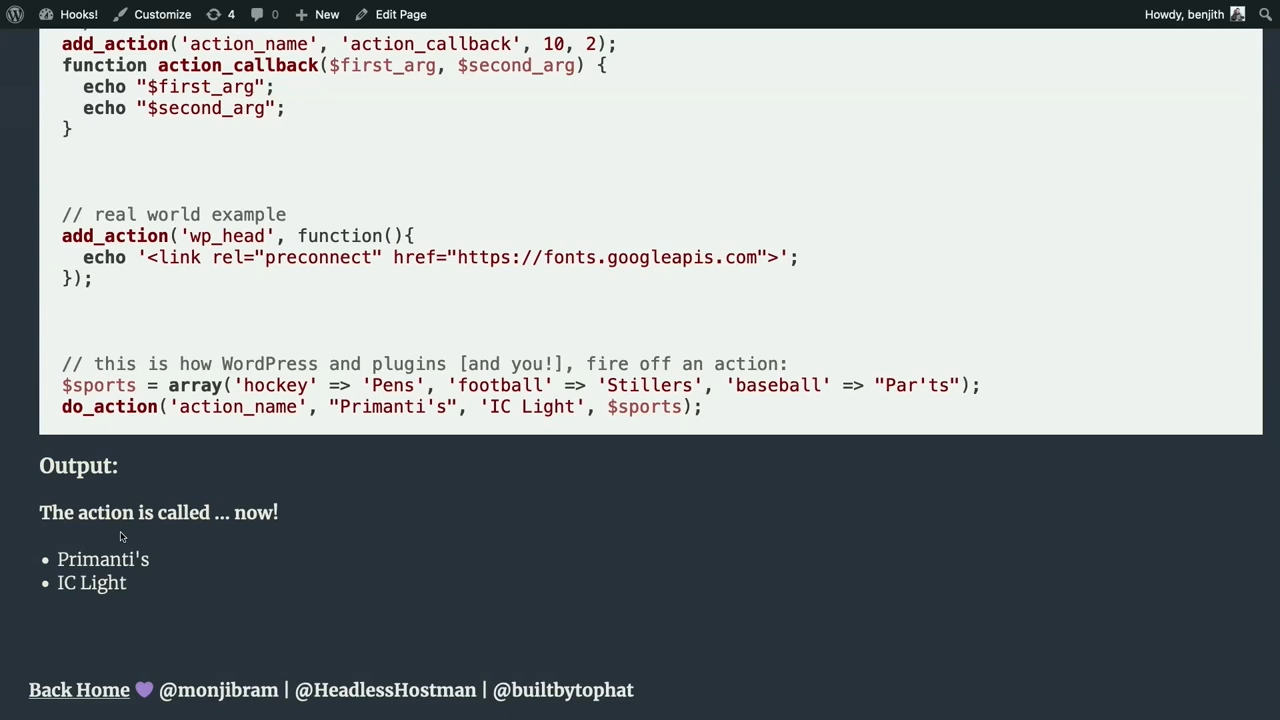 Hooks! Customize 4 0 New Edit Page Howdy, benjith
add_action('action_name', 'action_callback', 10, 2);
function action_callback($first_arg, $second_arg) {
echo "$first_arg";
echo "$second_arg";
}
// real world example
add_action('wp_head', function(){
echo '<link rel="preconnect" href="https://fonts.googleapis.com">';
});
// this is how WordPress and plugins [and you!], fire off an action:
$sports = array('hockey' => 'Pens', 'football' => 'Stillers', 'baseball' => "Par'ts");
do_action('action_name', "Primanti's", 'IC Light', $sports);
Output:
The action is called ... now!
• Primanti's
• IC Light
Back Home 💜 @monjibram | @HeadlessHostman | @builtbytophat